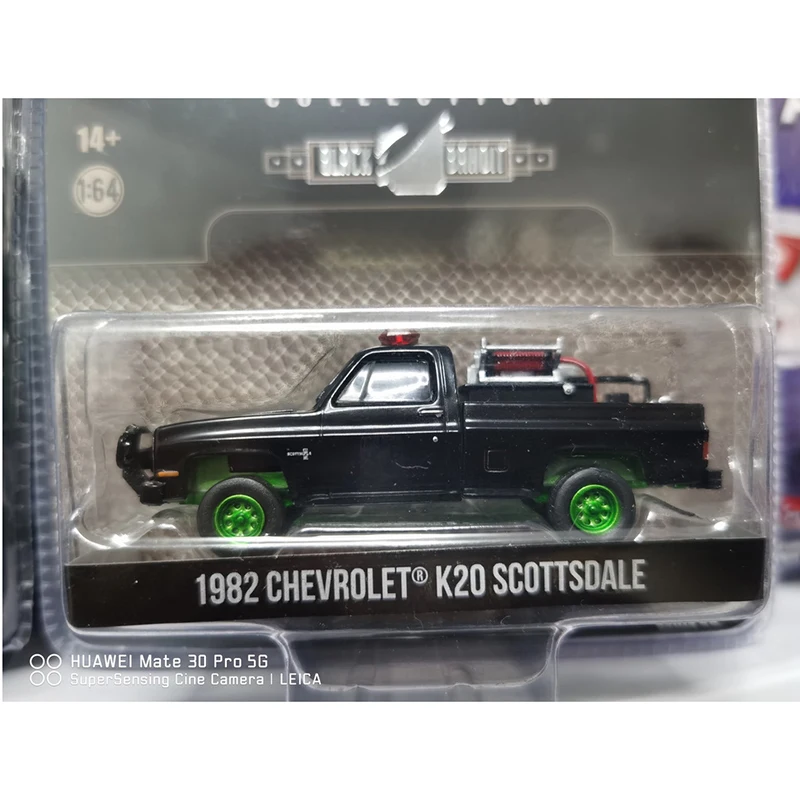 COLLECTION
14+
1:64
BLACK BANDIT
SCOTTSDALE
1982 CHEVROLET® K20 SCOTTSDALE
HUAWEI Mate 30 Pro 5G
SuperSensing Cine Camera | LEICA